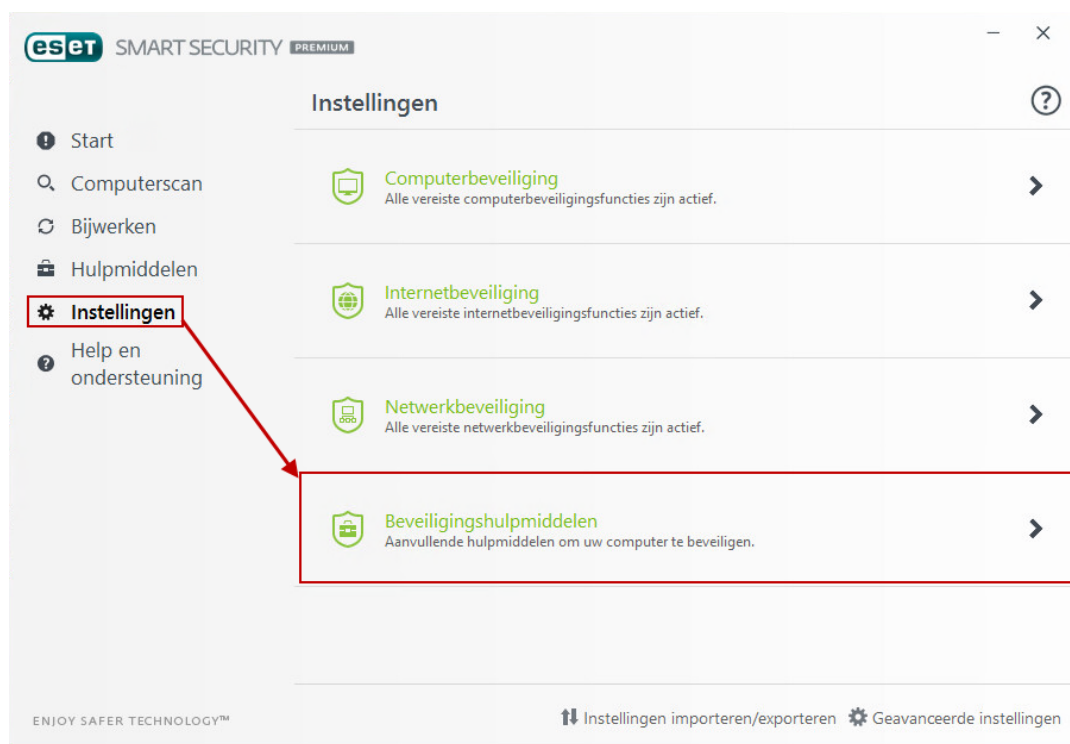 eset SMART SECURITY PREMIUM
Instellingen
Start
Computerscan
Bijwerken
Hulpmiddelen
Instellingen
Help en
ondersteuning
Computerbeveiliging
Alle vereiste computerbeveiligingsfuncties zijn actief.
Internetbeveiliging
Alle vereiste internetbeveiligingsfuncties zijn actief.
Netwerkbeveiliging
Alle vereiste netwerkbeveiligingsfuncties zijn actief.
Beveiligingshulpmiddelen
Aanvullende hulpmiddelen om uw computer te beveiligen.
ENJOY SAFER TECHNOLOGY™
Instellingen importeren/exporteren Geavanceerde instellingen